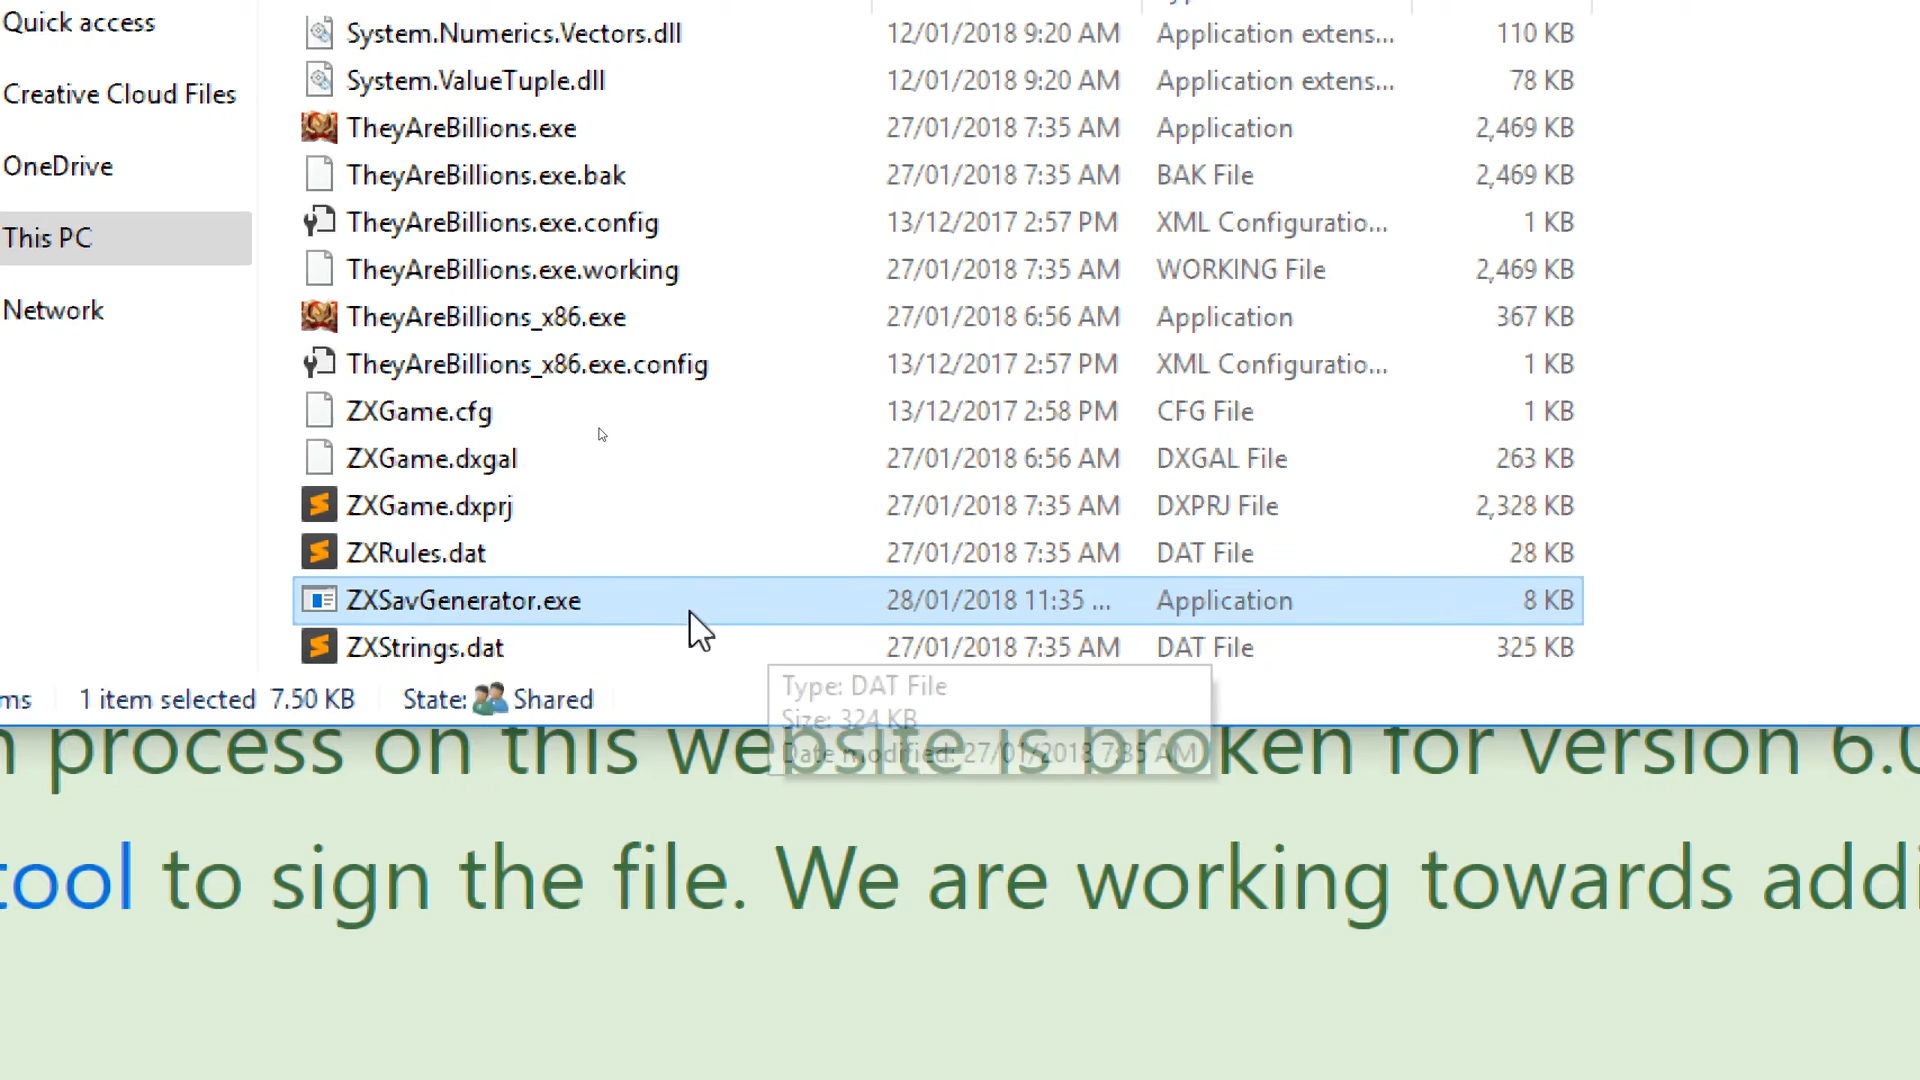 Quick access
Creative Cloud Files
OneDrive
This PC
Network
System.Numerics.Vectors.dll 12/01/2018 9:20 AM Application extens... 110 KB
System.ValueTuple.dll 12/01/2018 9:20 AM Application extens... 78 KB
TheyAreBillions.exe 27/01/2018 7:35 AM Application 2,469 KB
TheyAreBillions.exe.bak 27/01/2018 7:35 AM BAK File 2,469 KB
TheyAreBillions.exe.config 13/12/2017 2:57 PM XML Configuratio... 1 KB
TheyAreBillions.exe.working 27/01/2018 7:35 AM WORKING File 2,469 KB
TheyAreBillions_x86.exe 27/01/2018 6:56 AM Application 367 KB
TheyAreBillions_x86.exe.config 13/12/2017 2:57 PM XML Configuratio... 1 KB
ZXGame.cfg 13/12/2017 2:58 PM CFG File 1 KB
ZXGame.dxgal 27/01/2018 6:56 AM DXGAL File 263 KB
ZXGame.dxprj 27/01/2018 7:35 AM DXPRJ File 2,328 KB
ZXRules.dat 27/01/2018 7:35 AM DAT File 28 KB
ZXSavGenerator.exe 28/01/2018 11:35 ... Application 8 KB
ZXStrings.dat 27/01/2018 7:35 AM DAT File 325 KB
ms 1 item selected 7.50 KB State: Shared
Type: DAT File
Size: 324 KB
Date modified: 27/01/2018 7:35 AM
n process on this website is broken for version 6.0
tool to sign the file. We are working towards addi